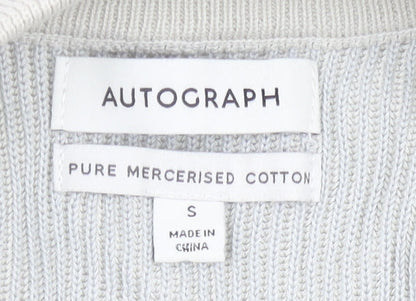 AUTOGRAPH
PURE MERCERISED COTTON
S
MADE IN
CHINA